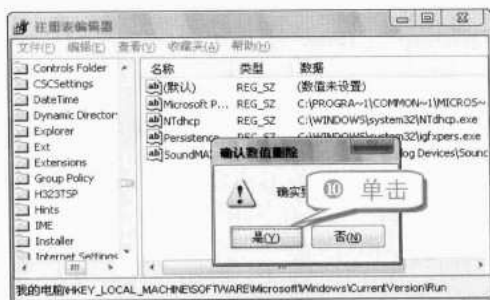 注册表编辑器
文件(F) 编辑(E) 查看(V) 收藏夹(A) 帮助(H)
Controls Folder
CSCSettings
DateTime
Dynamic Director
Explorer
Ext
Extensions
Group Policy
H323TSP
Hints
IME
Installer
Internet Settings
名称 类型 数据
(默认) REG_SZ (数值未设置)
Microsoft P... REG_SZ C:\PROGRA~1\COMMON~1\MICROS~
NTdhcp REG_SZ C:\WINDOWS\system32\NTdhcp.exe
Persistence REG_SZ C:\WINDOWS\system32\igfxpers.exe
SoundMA log Devices\Sounc
确认数值删除
确实
⑩ 单击
是(Y) 否(N)
我的电脑\HKEY_LOCAL_MACHINE\SOFTWARE\Microsoft\Windows\CurrentVersion\Run